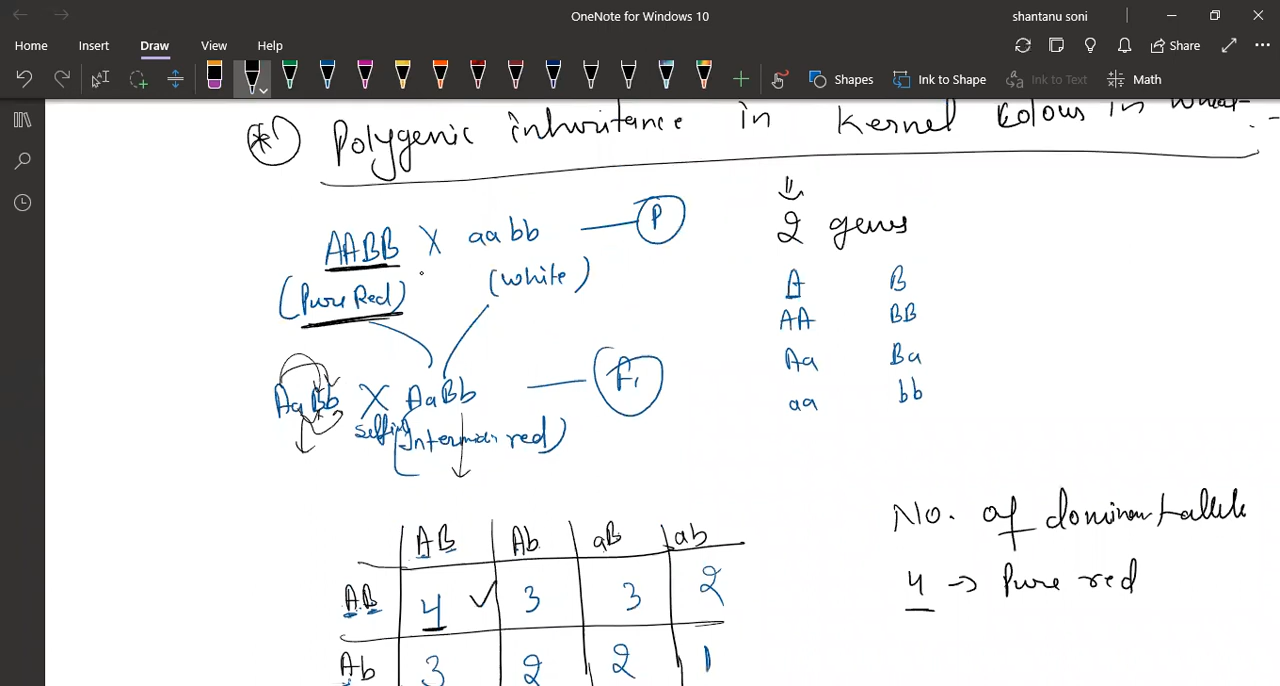 OneNote for Windows 10
shantanu soni
Home Insert Draw View Help
Share
Shapes Ink to Shape Ink to Text Math
* Polygenic inheritance in Kernel colour in wheat
2 genes
AABB X aabb — P
(Pure Red) (White)
A B
AA BB
Aa Ba
aa bb
AaBb X AaBb — F1
selfing (Intermedi red)
No. of dominant allele
4 → Pure red
AB Ab aB ab
AB 4 ✓ 3 3 2
Ab 3 2 2 1